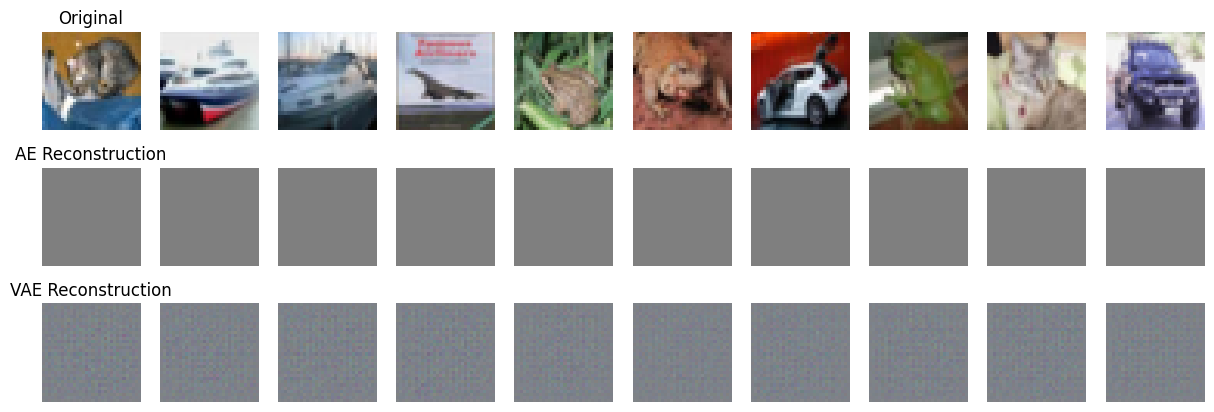 Original
AE Reconstruction
VAE Reconstruction